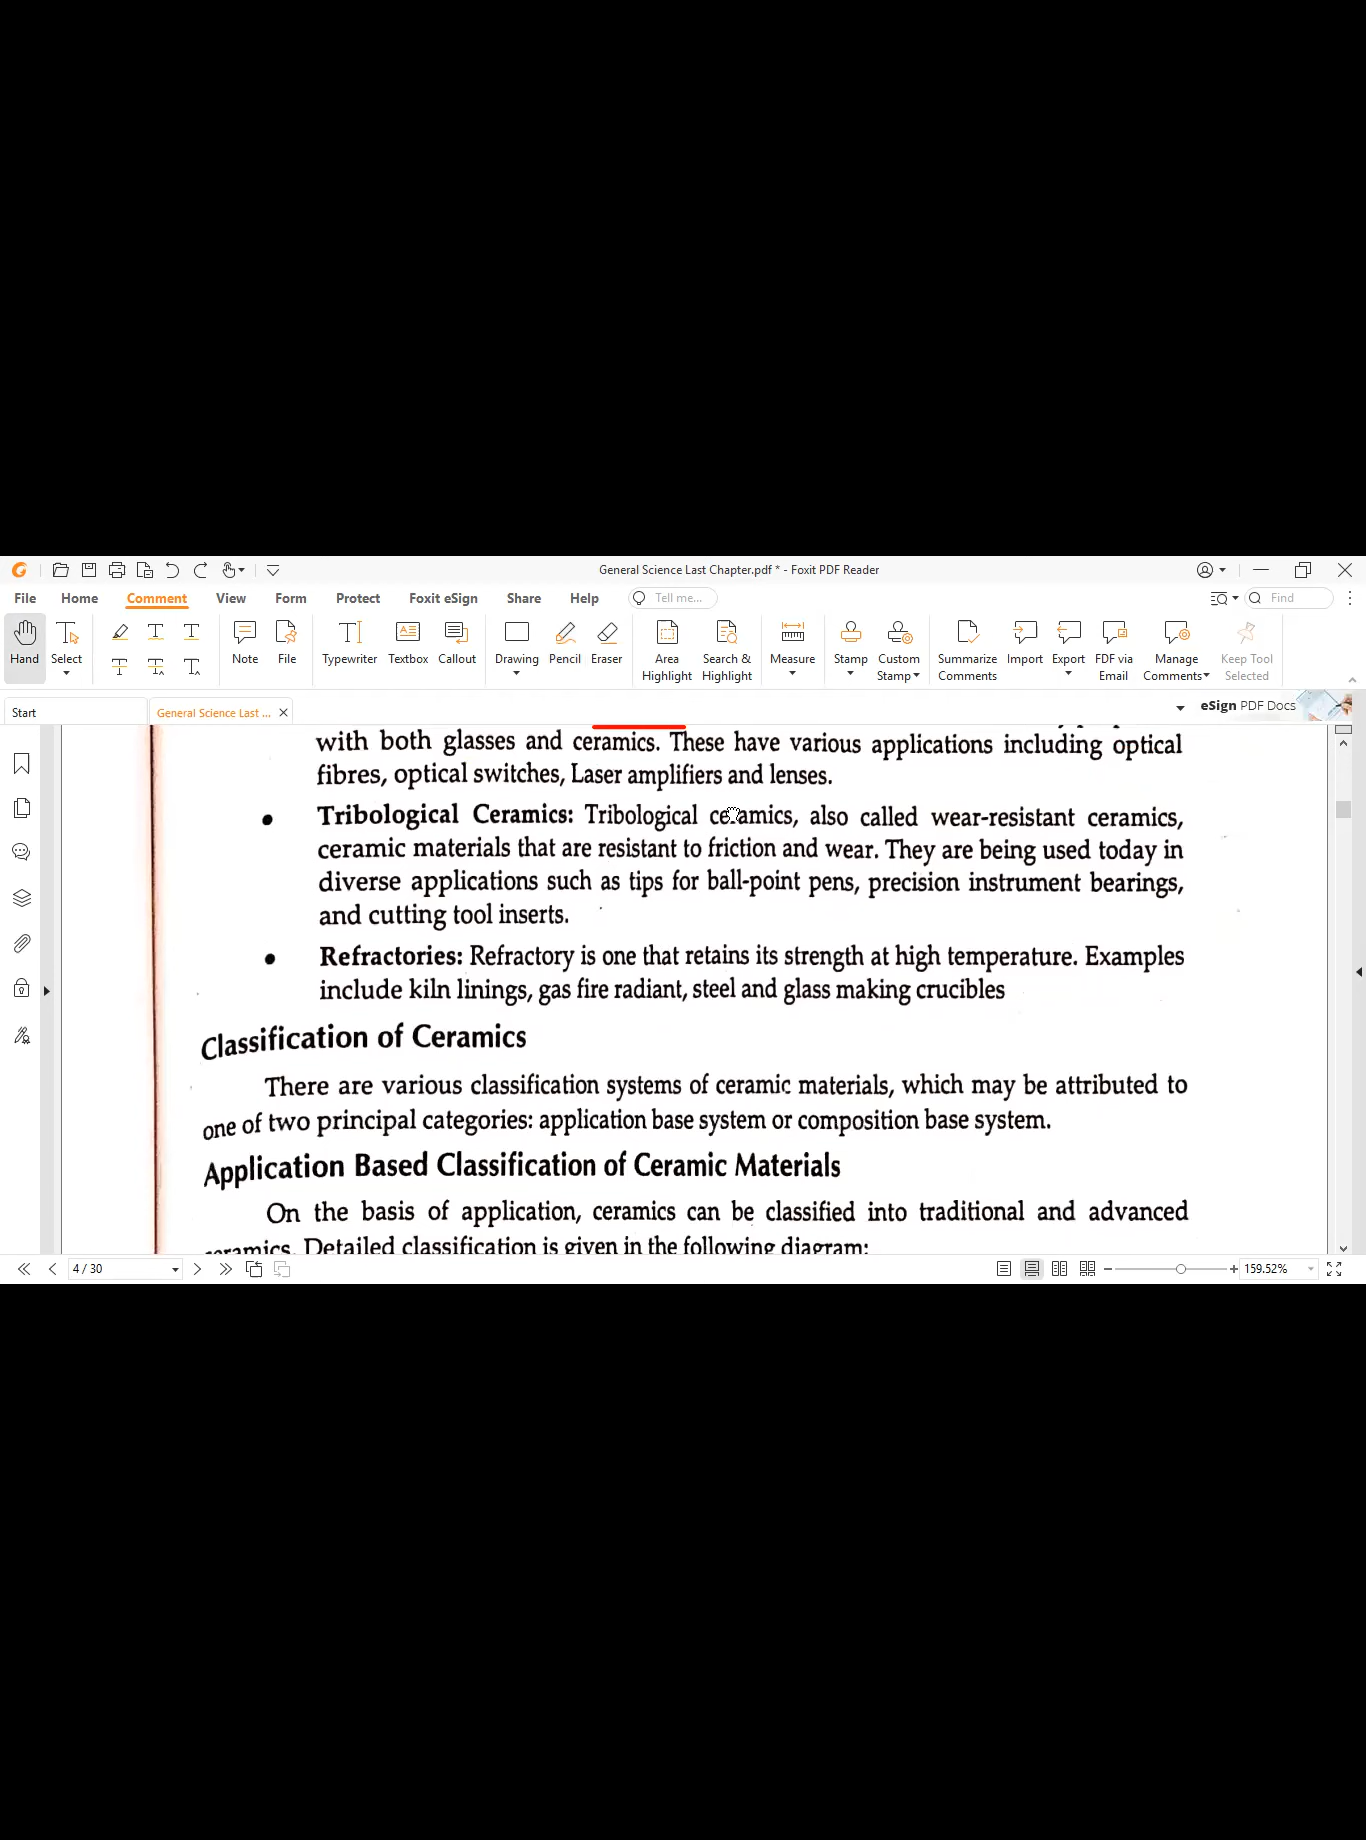 General Science Last Chapter.pdf * - Foxit PDF Reader
File Home Comment View Form Protect Foxit eSign Share Help Tell me... Find
Hand Select Note File Typewriter Textbox Callout Drawing Pencil Eraser Area Highlight Search & Highlight Measure Stamp Custom Stamp Summarize Comments Import Export FDF via Email Manage Comments Keep Tool Selected
Start General Science Last ... eSign PDF Docs
with both glasses and ceramics. These have various applications including optical
fibres, optical switches, Laser amplifiers and lenses.
• Tribological Ceramics: Tribological ceramics, also called wear-resistant ceramics,
ceramic materials that are resistant to friction and wear. They are being used today in
diverse applications such as tips for ball-point pens, precision instrument bearings,
and cutting tool inserts.
• Refractories: Refractory is one that retains its strength at high temperature. Examples
include kiln linings, gas fire radiant, steel and glass making crucibles
Classification of Ceramics
There are various classification systems of ceramic materials, which may be attributed to
one of two principal categories: application base system or composition base system.
Application Based Classification of Ceramic Materials
On the basis of application, ceramics can be classified into traditional and advanced
ceramics. Detailed classification is given in the following diagram:
4 / 30 159.52%